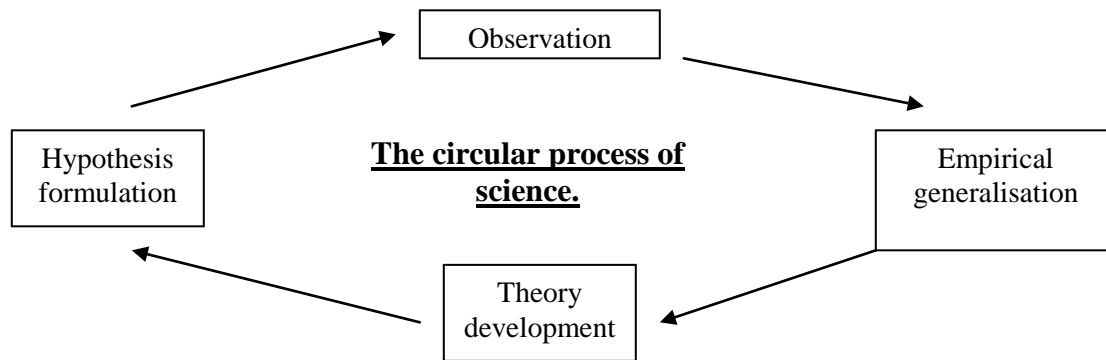 Observation
Hypothesis
formulation
The circular process of
science.
Empirical
generalisation
Theory
development